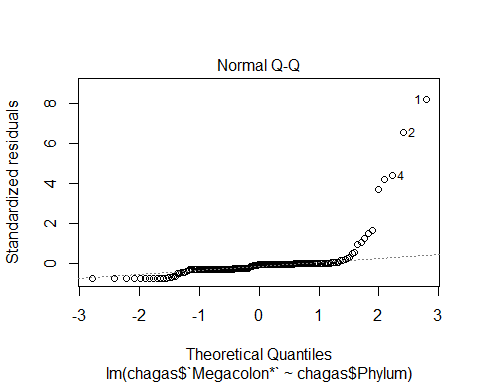 Normal Q-Q
Standardized residuals
8
6
4
2
0
1
2
4
-3 -2 -1 0 1 2 3
Theoretical Quantiles
lm(chagas$`Megacolon*` ~ chagas$Phylum)